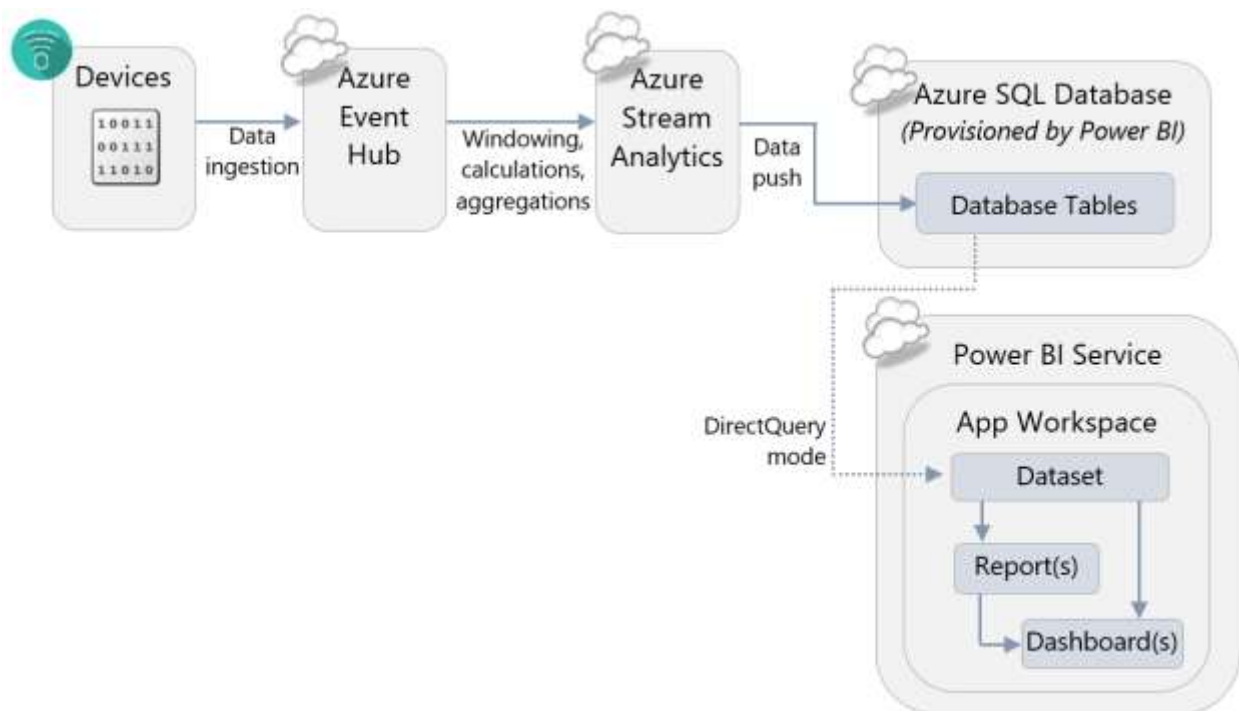 Devices
10011
00111
11010
Data
ingestion
Azure
Event
Hub
Windowing,
calculations,
aggregations
Azure
Stream
Analytics
Data
push
Azure SQL Database
(Provisioned by Power BI)
Database Tables
DirectQuery
mode
Power BI Service
App Workspace
Dataset
Report(s)
Dashboard(s)